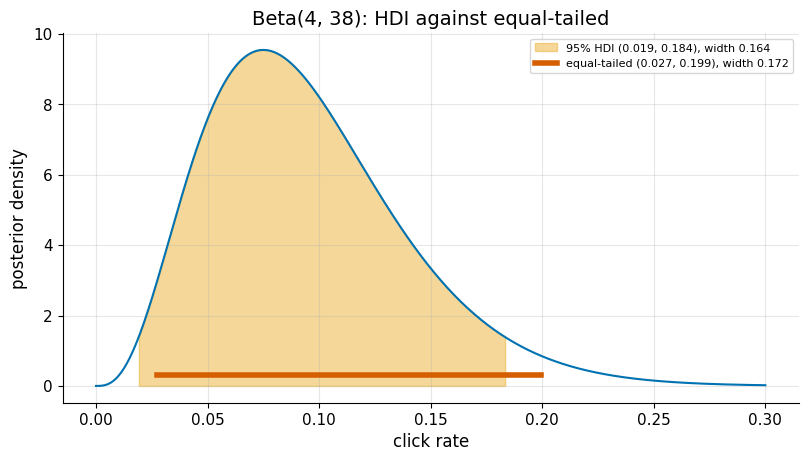 Beta(4, 38): HDI against equal-tailed
95% HDI (0.019, 0.184), width 0.164
equal-tailed (0.027, 0.199), width 0.172
posterior density
10
8
6
4
2
0
0.00 0.05 0.10 0.15 0.20 0.25 0.30
click rate